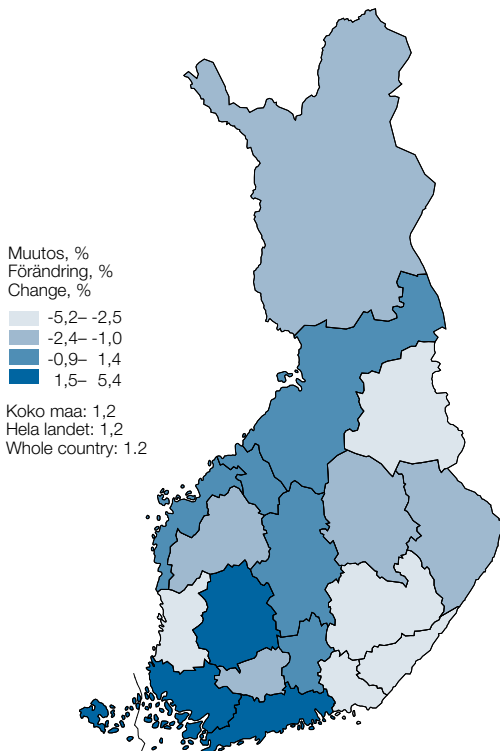 Muutos, %
Förändring, %
Change, %
-5,2– -2,5
-2,4– -1,0
-0,9– 1,4
1,5– 5,4
Koko maa: 1,2
Hela landet: 1,2
Whole country: 1.2